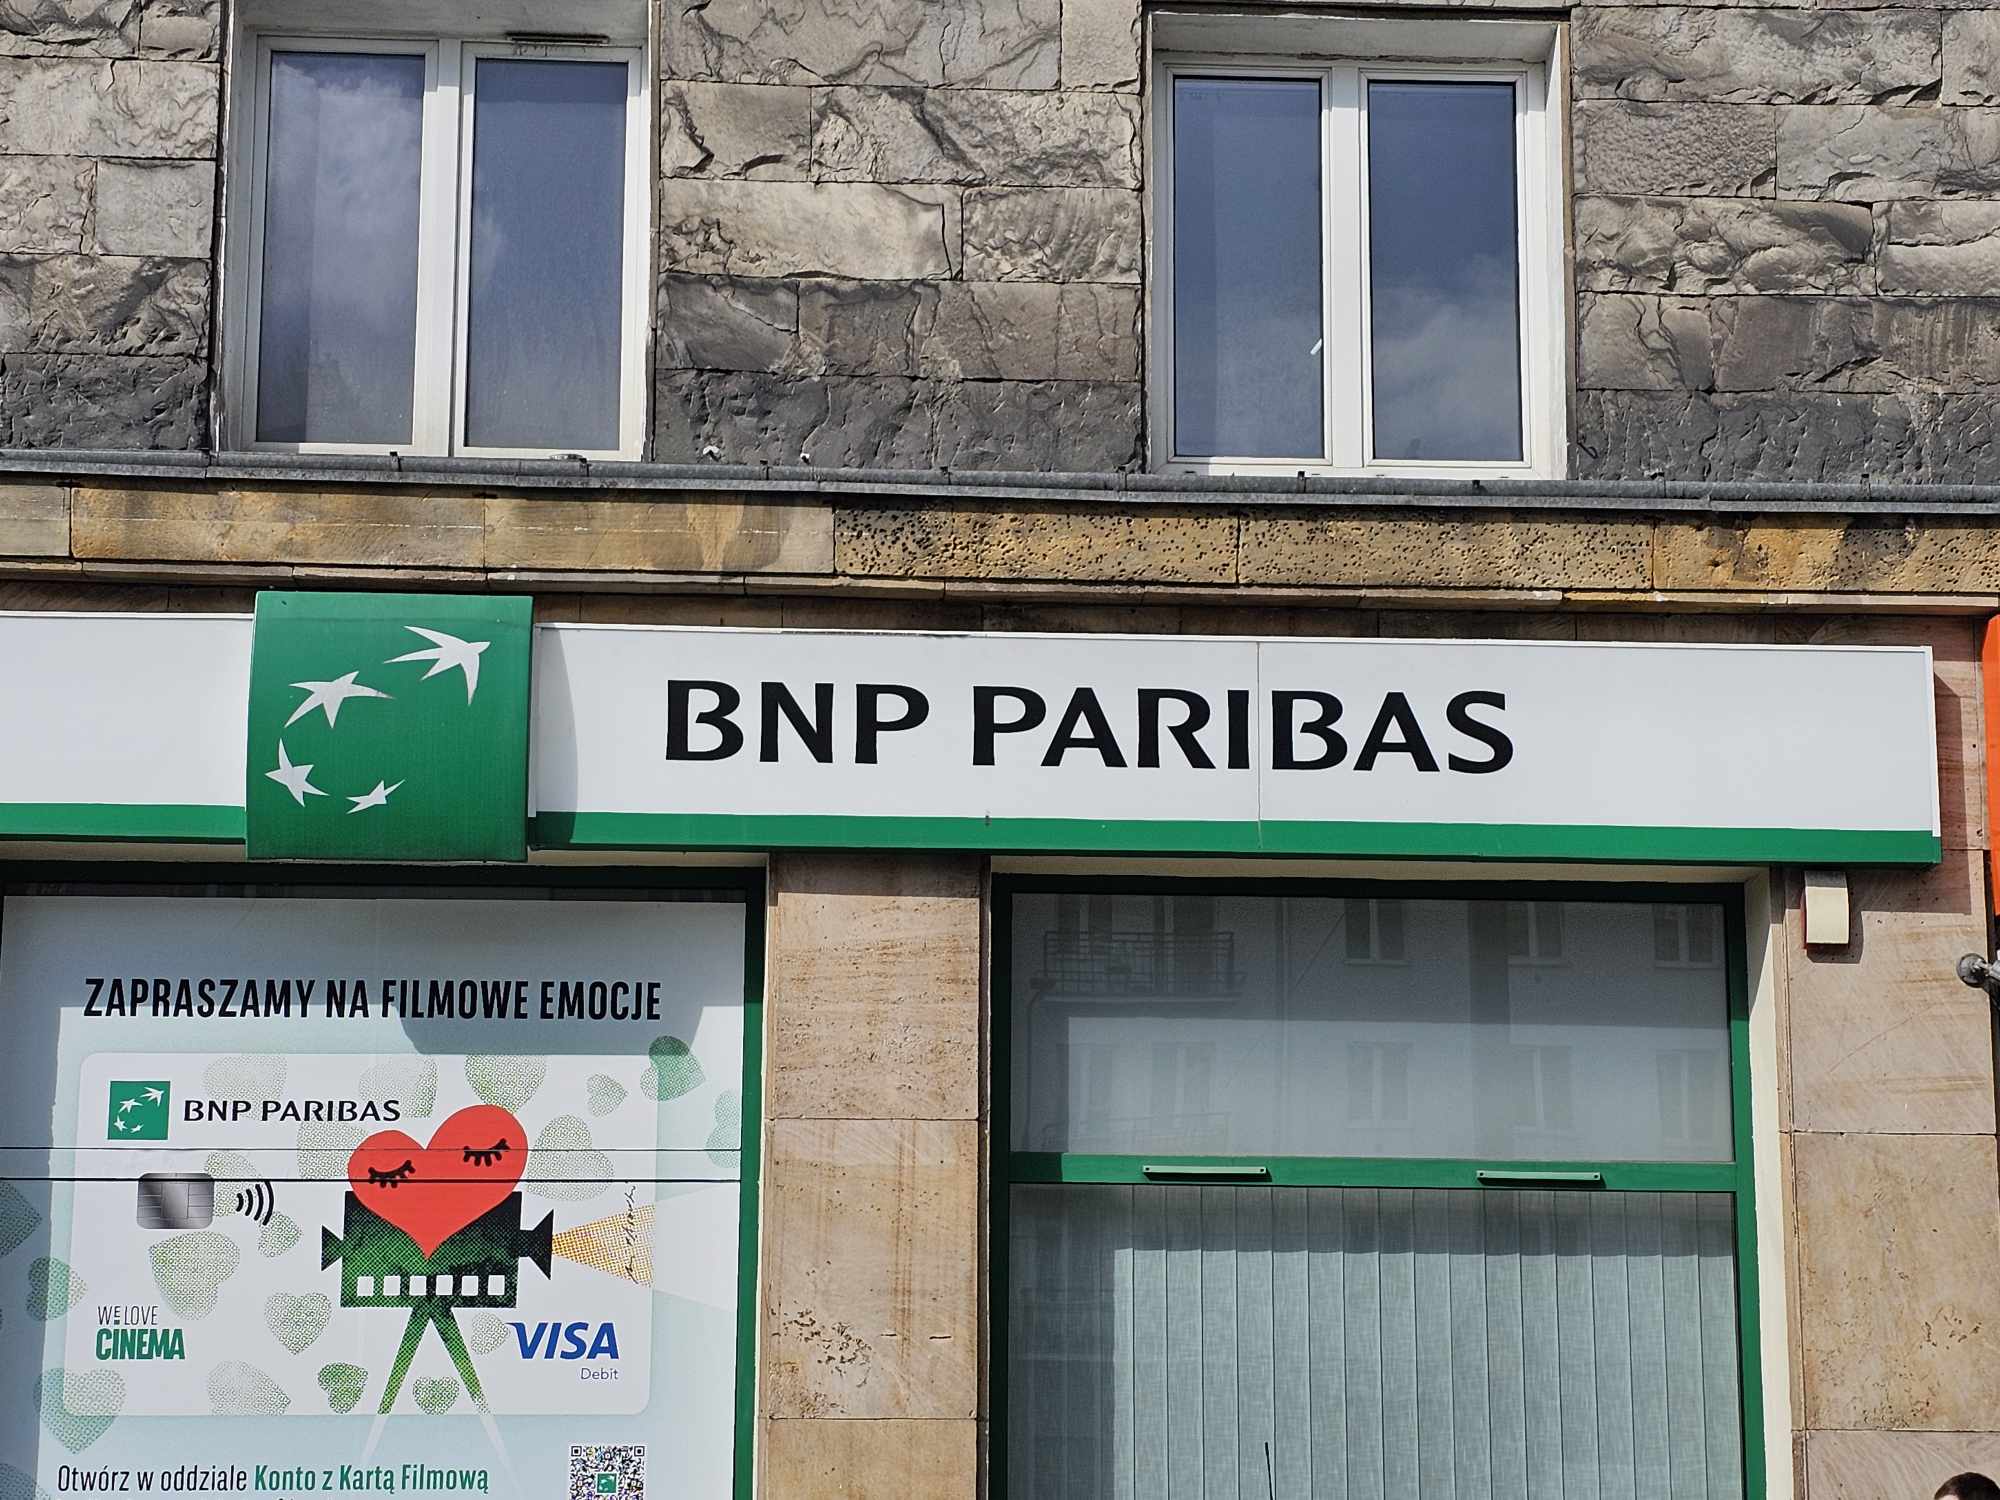 BNP PARIBAS
ZAPRASZAMY NA FILMOWE EMOCJE
BNP PARIBAS
WE LOVE
CINEMA
VISA
Debit
Otwórz w oddziale Konto z Kartą Filmową